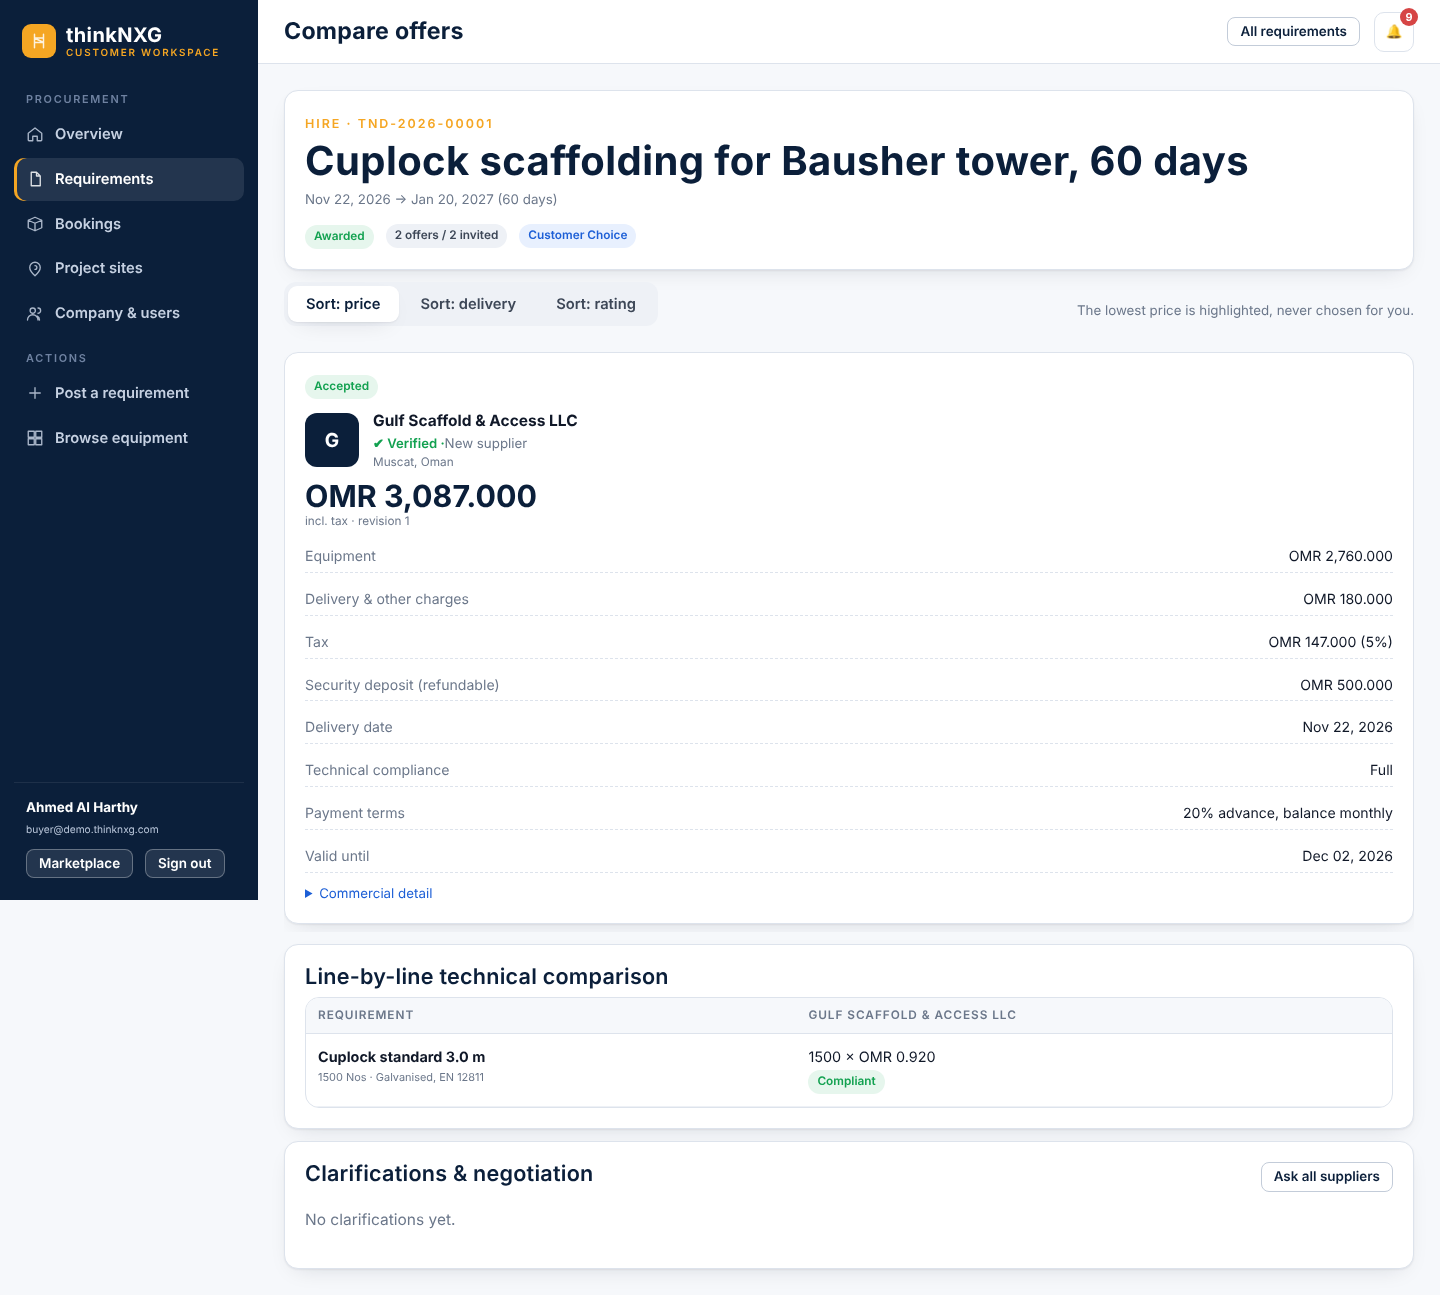 thinkNXG
CUSTOMER WORKSPACE
PROCUREMENT
Overview
Requirements
Bookings
Project sites
Company & users
ACTIONS
Post a requirement
Browse equipment
Ahmed Al Harthy
buyer@demo.thinknxg.com
Marketplace
Sign out
Compare offers
All requirements
9
HIRE · TND-2026-00001
Cuplock scaffolding for Bausher tower, 60 days
Nov 22, 2026 → Jan 20, 2027 (60 days)
Awarded
2 offers / 2 invited
Customer Choice
Sort: price
Sort: delivery
Sort: rating
The lowest price is highlighted, never chosen for you.
Accepted
G
Gulf Scaffold & Access LLC
✔ Verified ·New supplier
Muscat, Oman
OMR 3,087.000
incl. tax · revision 1
Equipment OMR 2,760.000
Delivery & other charges OMR 180.000
Tax OMR 147.000 (5%)
Security deposit (refundable) OMR 500.000
Delivery date Nov 22, 2026
Technical compliance Full
Payment terms 20% advance, balance monthly
Valid until Dec 02, 2026
▶ Commercial detail
Line-by-line technical comparison
REQUIREMENT GULF SCAFFOLD & ACCESS LLC
Cuplock standard 3.0 m 1500 × OMR 0.920
1500 Nos · Galvanised, EN 12811
Compliant
Clarifications & negotiation
Ask all suppliers
No clarifications yet.